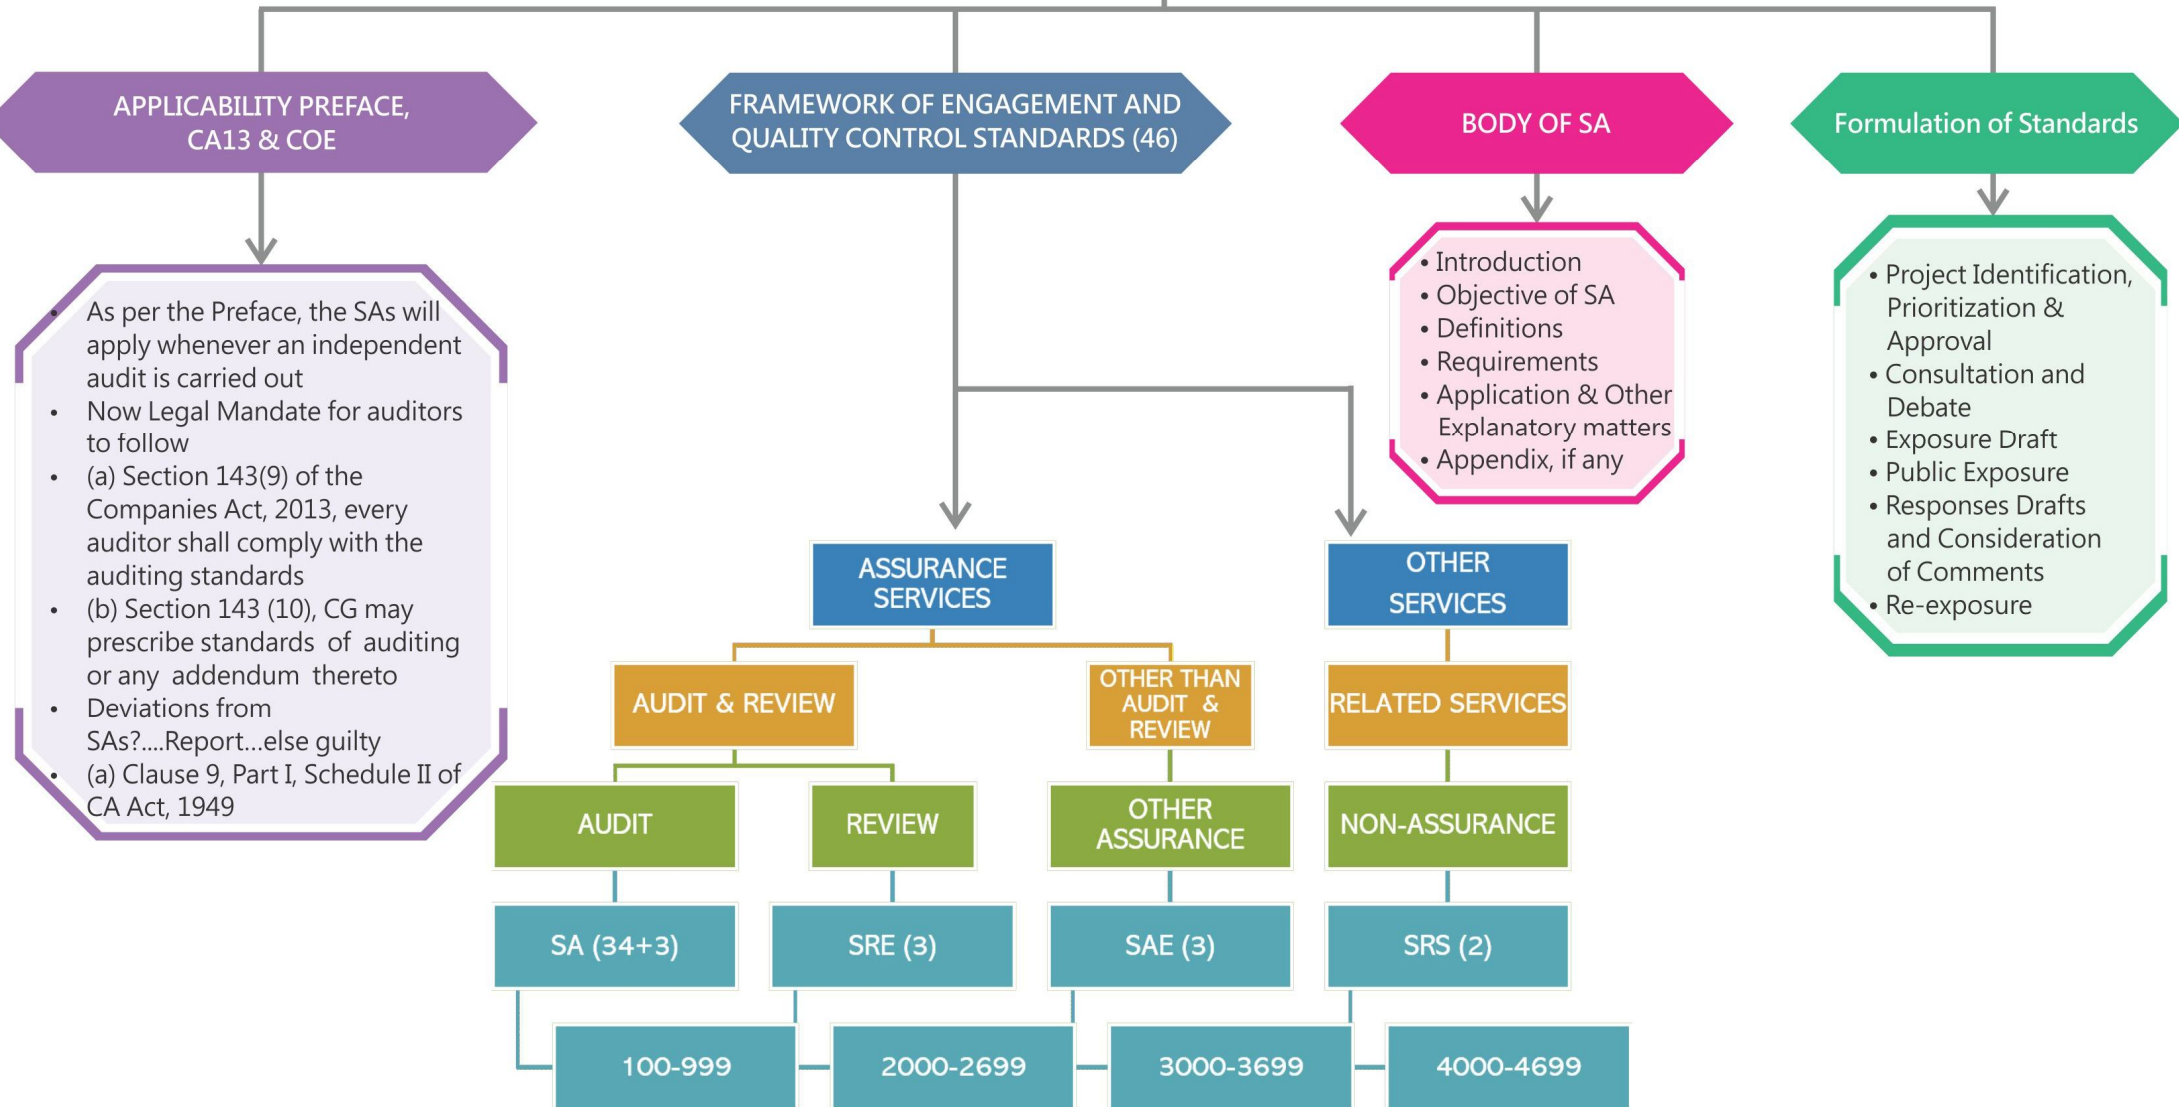 APPLICABILITY PREFACE,
CA13 & COE
• As per the Preface, the SAs will
apply whenever an independent
audit is carried out
• Now Legal Mandate for auditors
to follow
• (a) Section 143(9) of the
Companies Act, 2013, every
auditor shall comply with the
auditing standards
• (b) Section 143 (10), CG may
prescribe standards of auditing
or any addendum thereto
• Deviations from
SAs?....Report...else guilty
• (a) Clause 9, Part I, Schedule II of
CA Act, 1949
FRAMEWORK OF ENGAGEMENT AND
QUALITY CONTROL STANDARDS (46)
ASSURANCE
SERVICES
OTHER
SERVICES
AUDIT & REVIEW
OTHER THAN
AUDIT &
REVIEW
RELATED SERVICES
AUDIT
REVIEW
OTHER
ASSURANCE
NON-ASSURANCE
SA (34+3)
SRE (3)
SAE (3)
SRS (2)
100-999
2000-2699
3000-3699
4000-4699
BODY OF SA
• Introduction
• Objective of SA
• Definitions
• Requirements
• Application & Other
Explanatory matters
• Appendix, if any
Formulation of Standards
• Project Identification,
Prioritization &
Approval
• Consultation and
Debate
• Exposure Draft
• Public Exposure
• Responses Drafts
and Consideration
of Comments
• Re-exposure